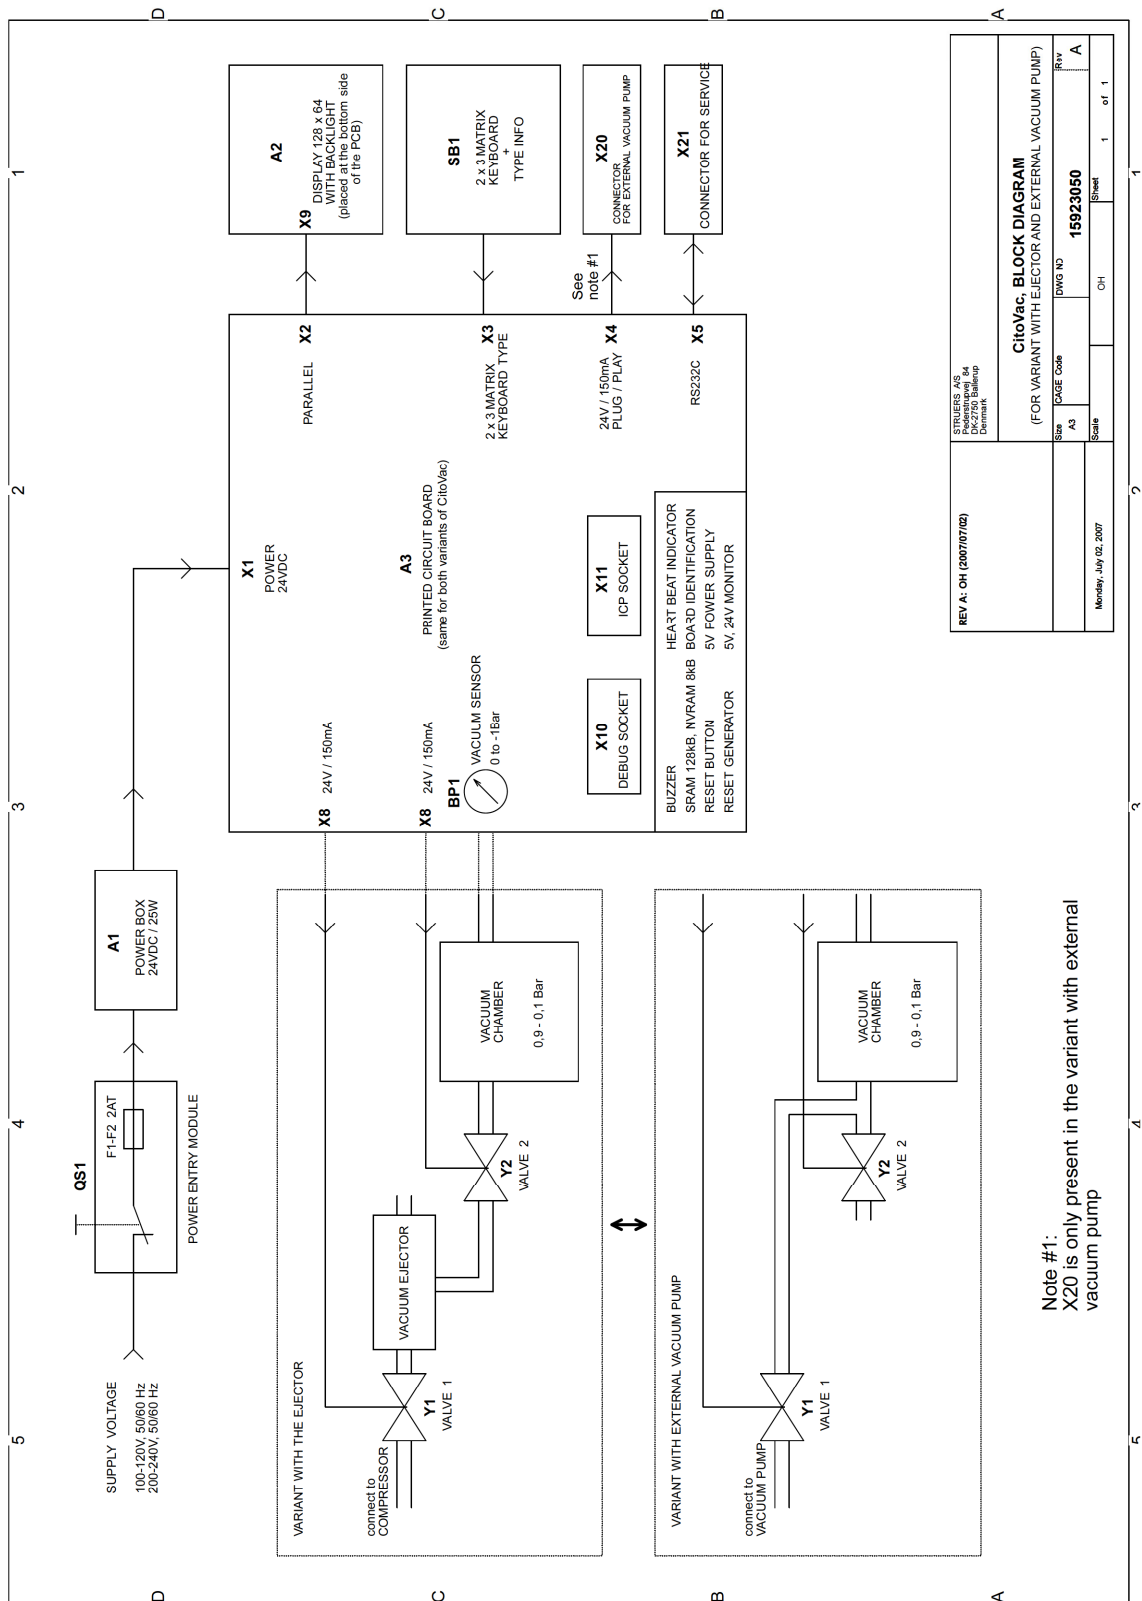 D
C
B
A
5
4
3
2
1
SUPPLY VOLTAGE
100-120V, 50/60 Hz
200-240V, 50/60 Hz
QS1
F1-F2 2AT
POWER ENTRY MODULE
A1
POWER BOX
24VDC / 25W
X1
POWER
24VDC
A2
X9
DISPLAY 128 x 64
WITH BACKLIGHT
(placed at the bottom side
of the PCB)
X2
PARALLEL
SB1
2 x 3 MATRIX
KEYBOARD
+
TYPE INFO
X3
2 x 3 MATRIX
KEYBOARD TYPE
X20
CONNECTOR
FOR EXTERNAL VACUUM PUMP
See
note #1
X4
24V / 150mA
PLUG / PLAY
X21
CONNECTOR FOR SERVICE
X5
RS232C
A3
PRINTED CIRCUIT BOARD
(same for both variants of CitoVac)
X8
24V / 150mA
X8
24V / 150mA
BP1
VACUUM SENSOR
0 to -1Bar
X10
DEBUG SOCKET
X11
ICP SOCKET
BUZZER
HEART BEAT INDICATOR
SRAM 128kB, NVRAM 8kB
BOARD IDENTIFICATION
RESET BUTTON
5V POWER SUPPLY
RESET GENERATOR
5V, 24V MONITOR
VARIANT WITH THE EJECTOR
connect to
COMPRESSOR
Y1
VALVE 1
VACUUM EJECTOR
Y2
VALVE 2
VACUUM
CHAMBER
0,9 - 0,1 Bar
VARIANT WITH EXTERNAL VACUUM PUMP
connect to
VACUUM PUMP
Y1
VALVE 1
Y2
VALVE 2
VACUUM
CHAMBER
0,9 - 0,1 Bar
Note #1:
X20 is only present in the variant with external
vacuum pump
REV A: OH (2007/07/02)
STRUERS A/S
Pederstrupvej 84
DK-2750 Ballerup
Denmark
CitoVac, BLOCK DIAGRAM
(FOR VARIANT WITH EJECTOR AND EXTERNAL VACUUM PUMP)
Size
A3
CAGE Code
DWG NO
15923050
Rev
A
Monday, July 02, 2007
Scale
OH
Sheet
1 of 1
5
4
3
2
1
D
C
B
A